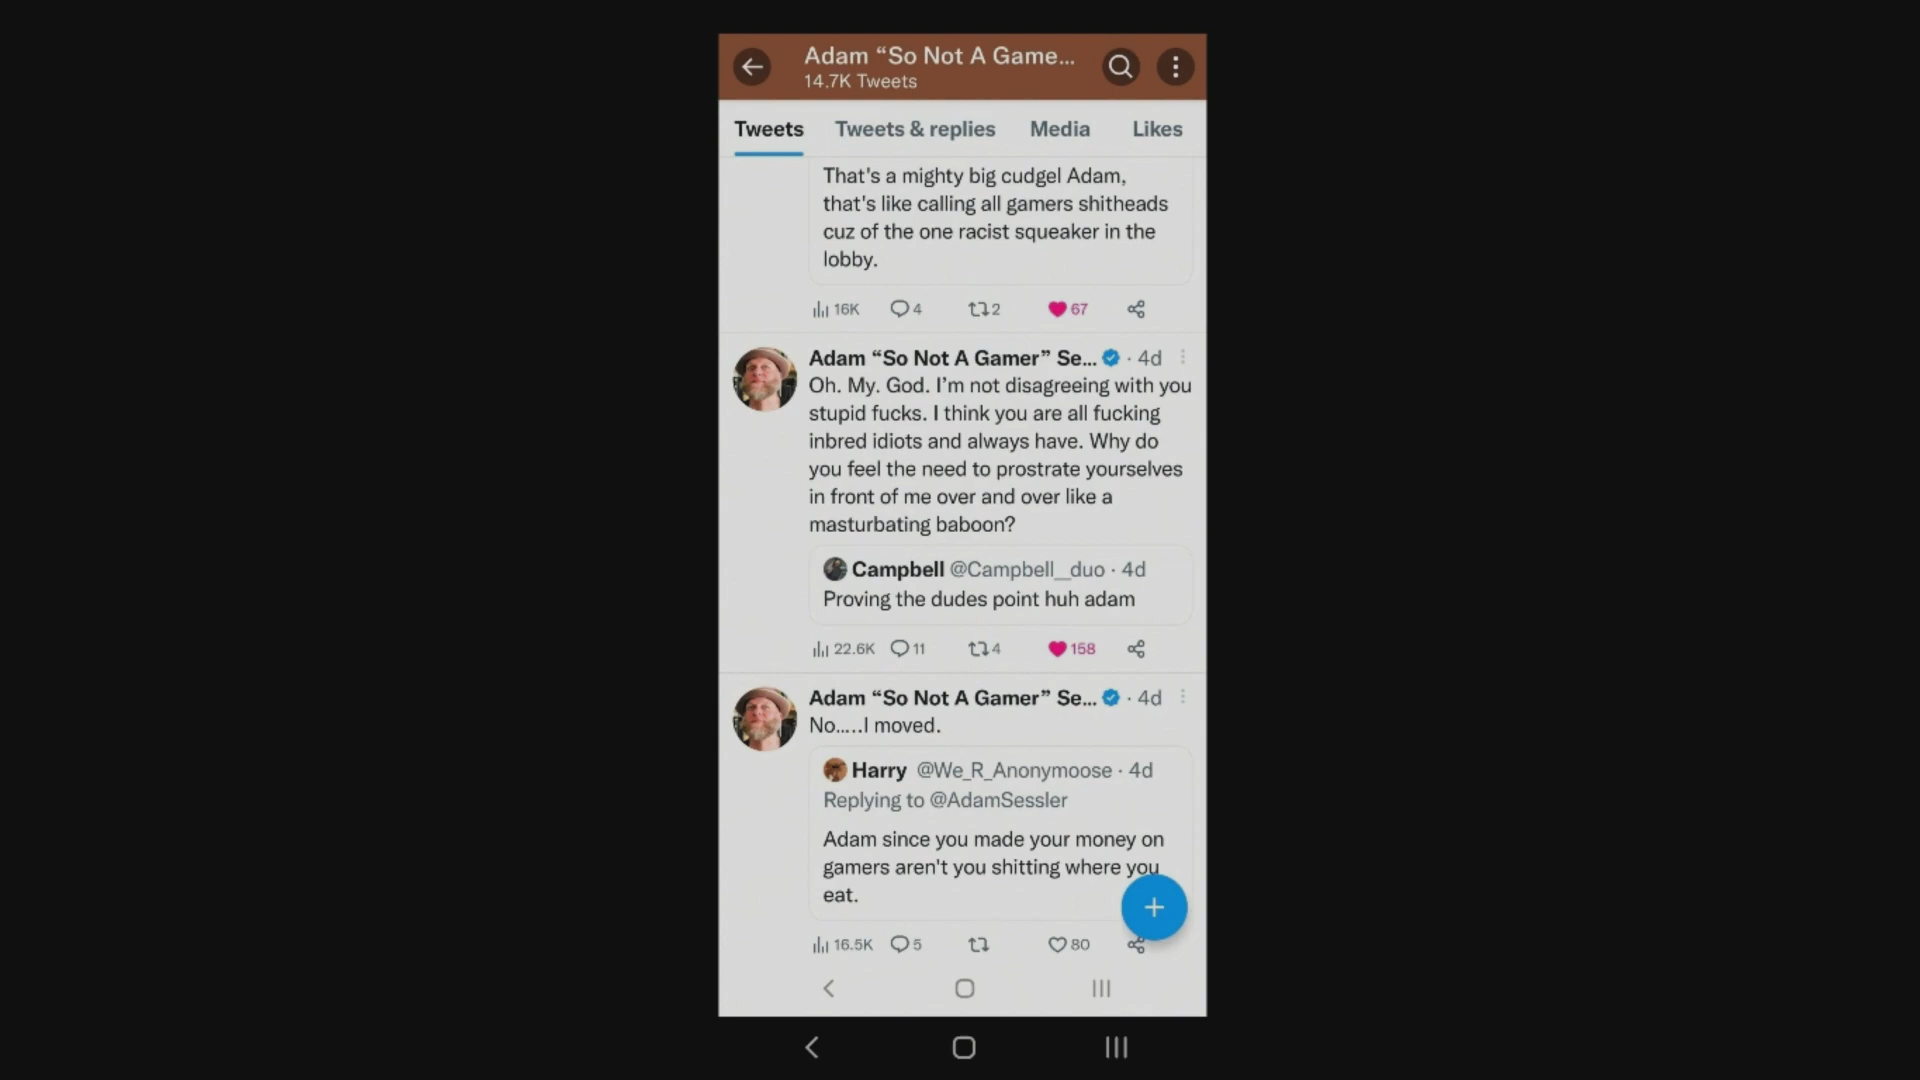 Adam “So Not A Game...
14.7K Tweets
Tweets Tweets & replies Media Likes
That's a mighty big cudgel Adam,
that's like calling all gamers shitheads
cuz of the one racist squeaker in the
lobby.
16K 4 2 67
Adam “So Not A Gamer” Se... · 4d
Oh. My. God. I’m not disagreeing with you
stupid fucks. I think you are all fucking
inbred idiots and always have. Why do
you feel the need to prostrate yourselves
in front of me over and over like a
masturbating baboon?
Campbell @Campbell__duo · 4d
Proving the dudes point huh adam
22.6K 11 4 158
Adam “So Not A Gamer” Se... · 4d
No.....I moved.
Harry @We_R_Anonymoose · 4d
Replying to @AdamSessler
Adam since you made your money on
gamers aren't you shitting where you
eat.
16.5K 5 80